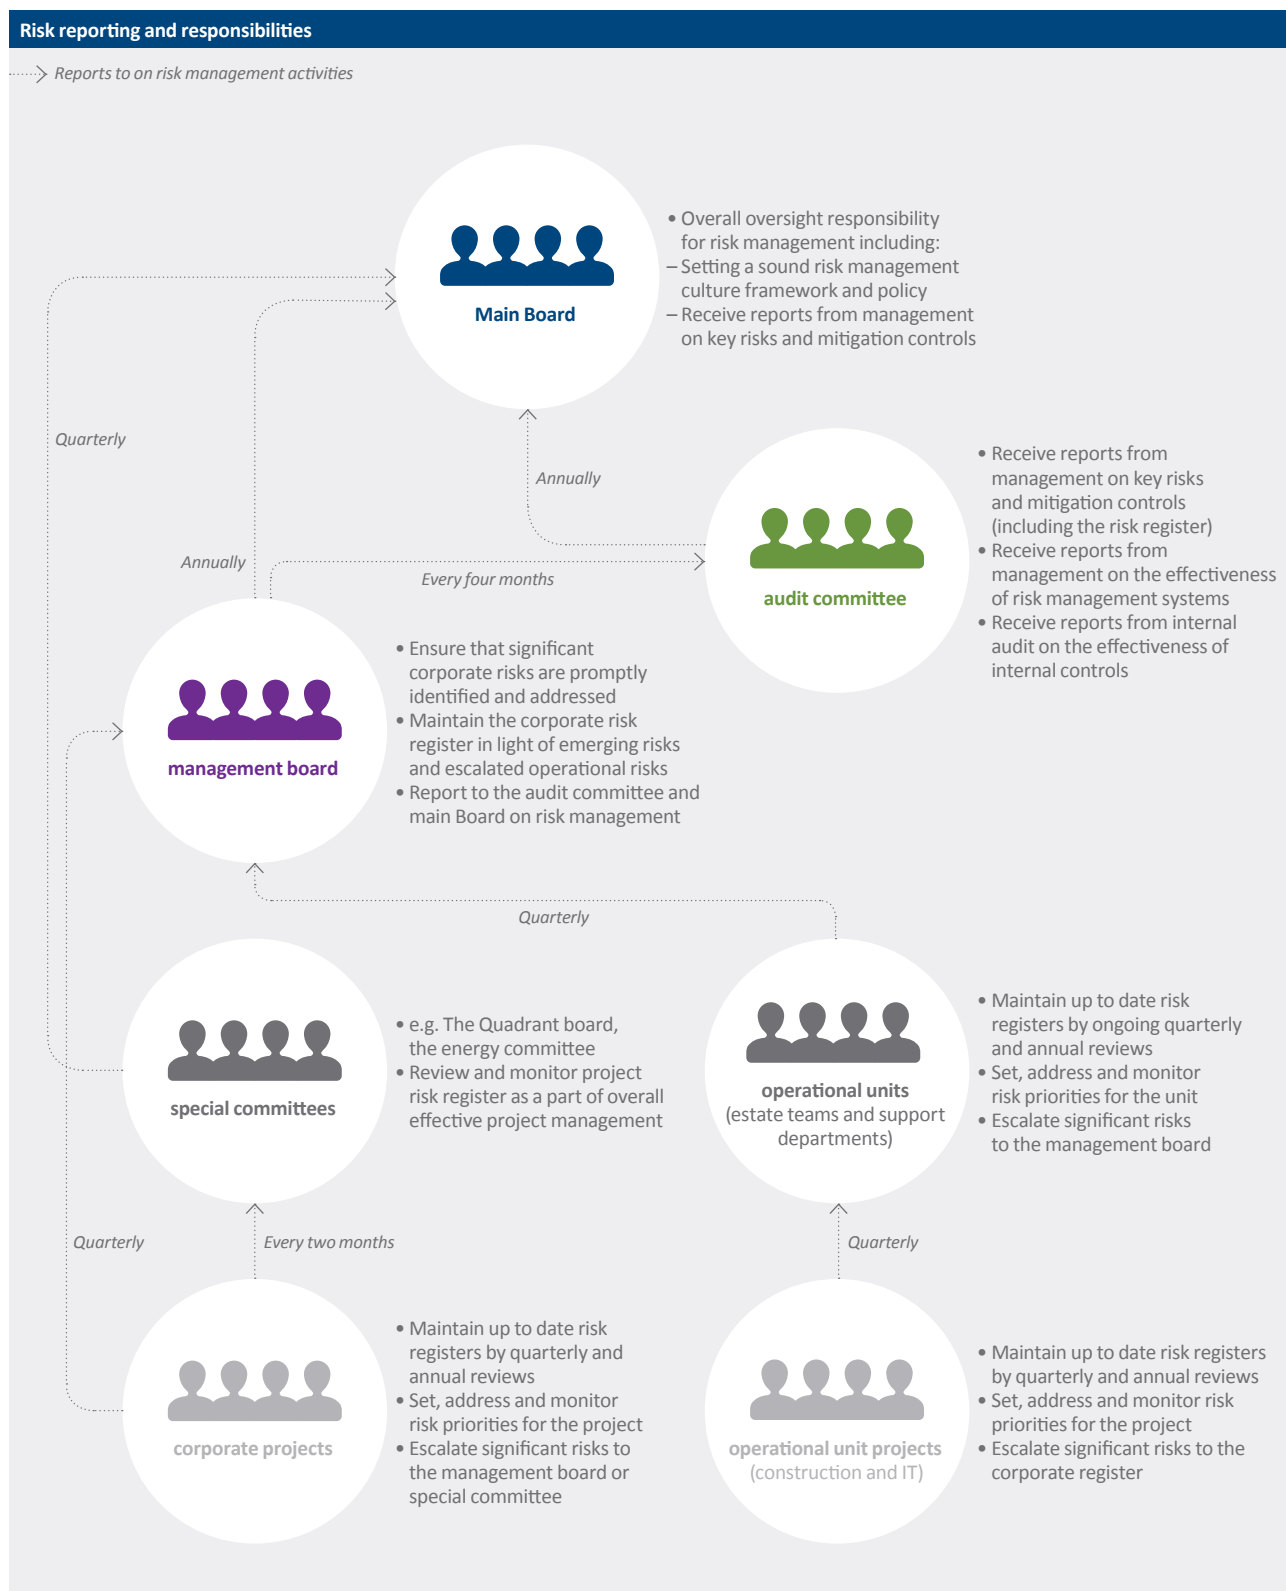 Risk reporting and responsibilities
Reports to on risk management activities
Main Board
• Overall oversight responsibility
for risk management including:
– Setting a sound risk management
culture framework and policy
– Receive reports from management
on key risks and mitigation controls
Quarterly
Annually
Annually
Every four months
audit committee
• Receive reports from
management on key risks
and mitigation controls
(including the risk register)
• Receive reports from
management on the effectiveness
of risk management systems
• Receive reports from internal
audit on the effectiveness of
internal controls
management board
• Ensure that significant
corporate risks are promptly
identified and addressed
• Maintain the corporate risk
register in light of emerging risks
and escalated operational risks
• Report to the audit committee and
main Board on risk management
Quarterly
special committees
• e.g. The Quadrant board,
the energy committee
• Review and monitor project
risk register as a part of overall
effective project management
operational units
(estate teams and support
departments)
• Maintain up to date risk
registers by ongoing quarterly
and annual reviews
• Set, address and monitor
risk priorities for the unit
• Escalate significant risks
to the management board
Quarterly
Every two months
Quarterly
corporate projects
• Maintain up to date risk
registers by quarterly and
annual reviews
• Set, address and monitor
risk priorities for the project
• Escalate significant risks to
the management board or
special committee
operational unit projects
(construction and IT)
• Maintain up to date risk registers
by quarterly and annual reviews
• Set, address and monitor risk
priorities for the project
• Escalate significant risks to the
corporate register